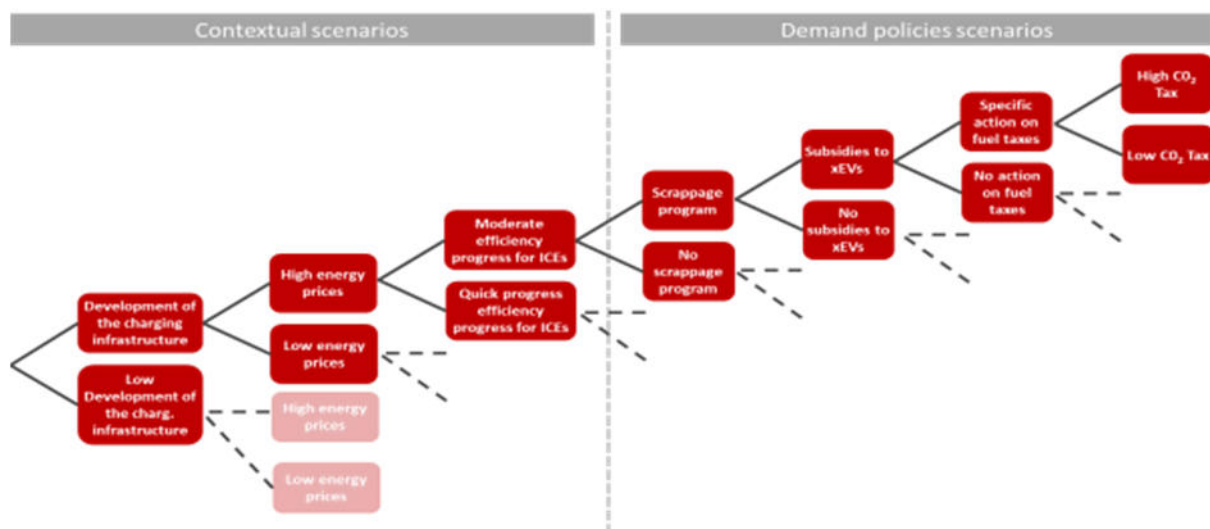 Contextual scenarios
Demand policies scenarios
Development of
the charging
infrastructure
Low
Development of
the charg.
infrastructure
High energy
prices
Low energy
prices
High energy
prices
Low energy
prices
Moderate
efficiency
progress for ICEs
Quick progress
efficiency
progress for ICEs
Scrappage
program
No
scrappage
program
Subsidies to
xEVs
No
subsidies to
xEVs
Specific
action on
fuel taxes
No action
on fuel
taxes
High CO₂
Tax
Low CO₂ Tax